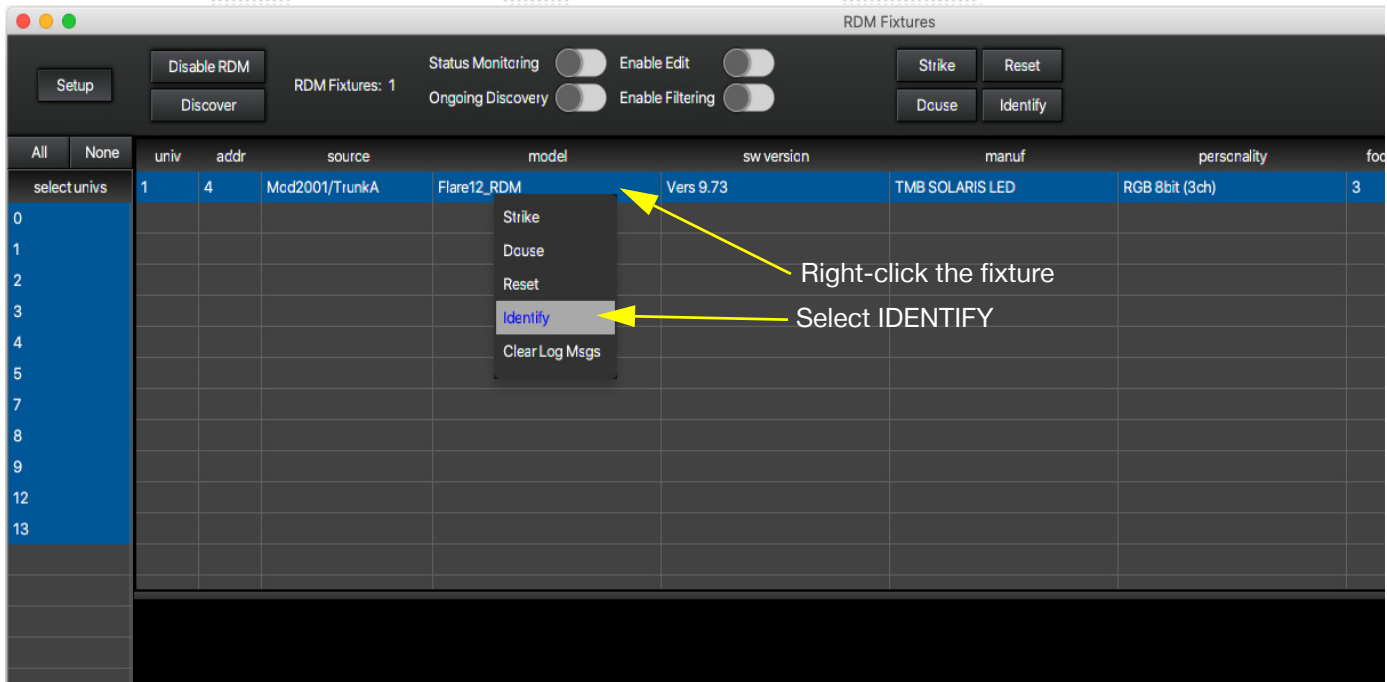 RDM Fixtures
Setup
Disable RDM
Discover
RDM Fixtures: 1
Status Monitoring
Ongoing Discovery
Enable Edit
Enable Filtering
Strike
Reset
Douse
Identify
All
None
univ
addr
source
model
sw version
manuf
personality
foo
select univs
1
4
Mod2001/TrunkA
Flare12_RDM
Vers 9.73
TMB SOLARIS LED
RGB 8bit (3ch)
3
0
1
2
3
4
5
7
8
9
12
13
Strike
Douse
Reset
Identify
Clear Log Msgs
Right-click the fixture
Select IDENTIFY